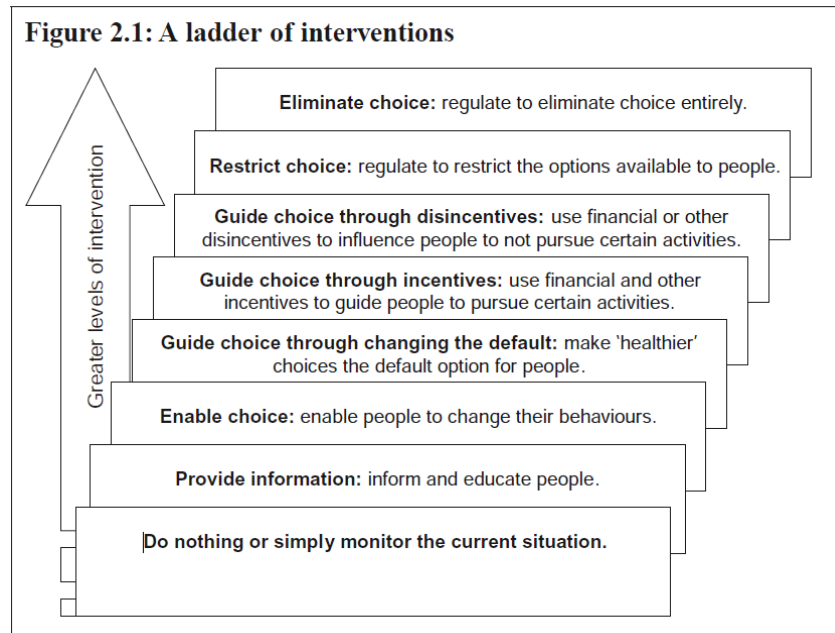 Figure 2.1: A ladder of interventions
Greater levels of intervention
Eliminate choice: regulate to eliminate choice entirely.
Restrict choice: regulate to restrict the options available to people.
Guide choice through disincentives: use financial or other
disincentives to influence people to not pursue certain activities.
Guide choice through incentives: use financial and other
incentives to guide people to pursue certain activities.
Guide choice through changing the default: make ‘healthier’
choices the default option for people.
Enable choice: enable people to change their behaviours.
Provide information: inform and educate people.
Do nothing or simply monitor the current situation.